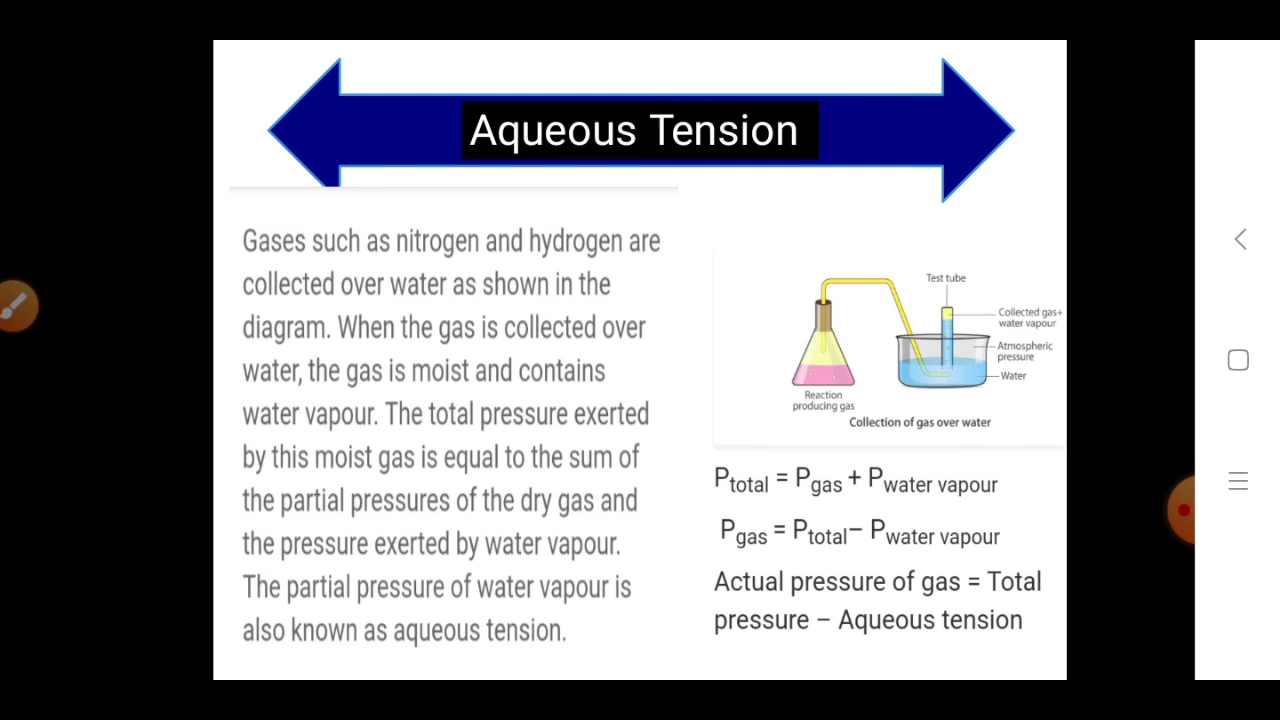 Aqueous Tension
Gases such as nitrogen and hydrogen are
collected over water as shown in the
diagram. When the gas is collected over
water, the gas is moist and contains
water vapour. The total pressure exerted
by this moist gas is equal to the sum of
the partial pressures of the dry gas and
the pressure exerted by water vapour.
The partial pressure of water vapour is
also known as aqueous tension.
Test tube
Collected gas+
water vapour
Atmospheric
pressure
Water
Reaction
producing gas
Collection of gas over water
Ptotal = Pgas + Pwater vapour
Pgas = Ptotal– Pwater vapour
Actual pressure of gas = Total
pressure – Aqueous tension